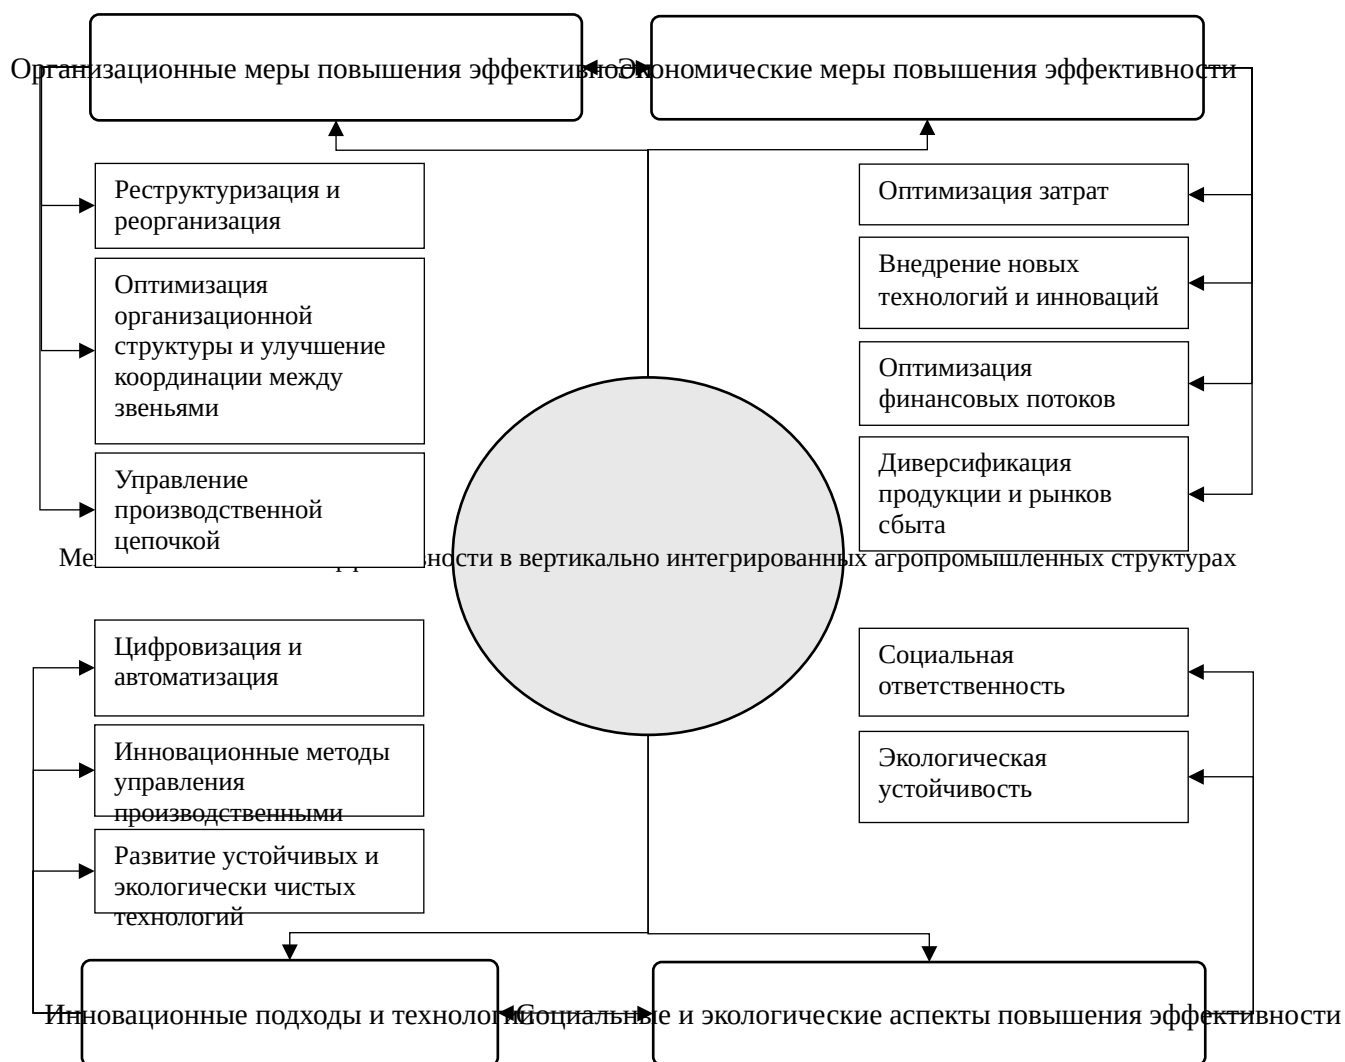 Организационные меры повышения эффективно
Экономические меры повышения эффективности
Реструктуризация и
реорганизация
Оптимизация
организационной
структуры и улучшение
координации между
звеньями
Управление
производственной
цепочкой
Оптимизация затрат
Внедрение новых
технологий и инноваций
Оптимизация
финансовых потоков
Диверсификация
продукции и рынков
сбыта
в вертикально интегрированных агропромышленных структурах
Цифровизация и
автоматизация
Инновационные методы
управления
производственными
Развитие устойчивых и
экологически чистых
технологий
Социальная
ответственность
Экологическая
устойчивость
Инновационные подходы и технологии
Социальные и экологические аспекты повышения эффективности